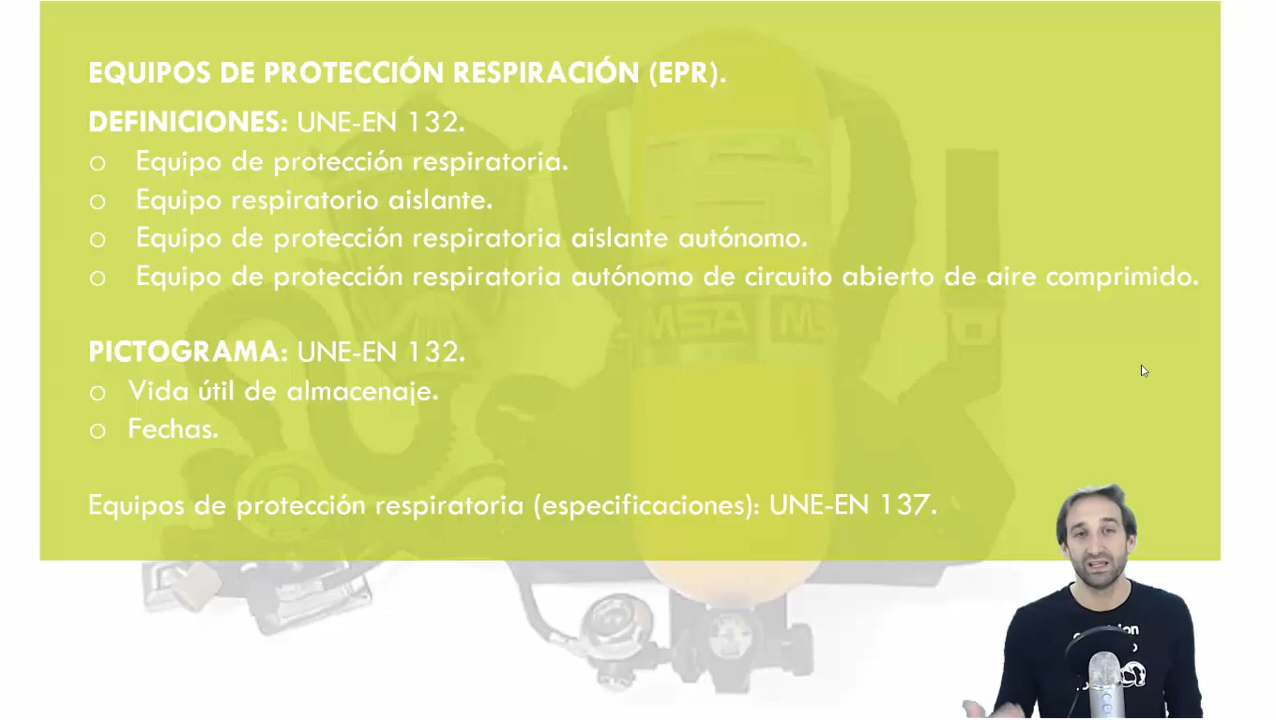 EQUIPOS DE PROTECCIÓN RESPIRACIÓN (EPR).
DEFINICIONES: UNE-EN 132.
o Equipo de protección respiratoria.
o Equipo respiratorio aislante.
o Equipo de protección respiratoria aislante autónomo.
o Equipo de protección respiratoria autónomo de circuito abierto de aire comprimido.
MSA MS
PICTOGRAMA: UNE-EN 132.
o Vida útil de almacenaje.
o Fechas.
Equipos de protección respiratoria (especificaciones): UNE-EN 137.